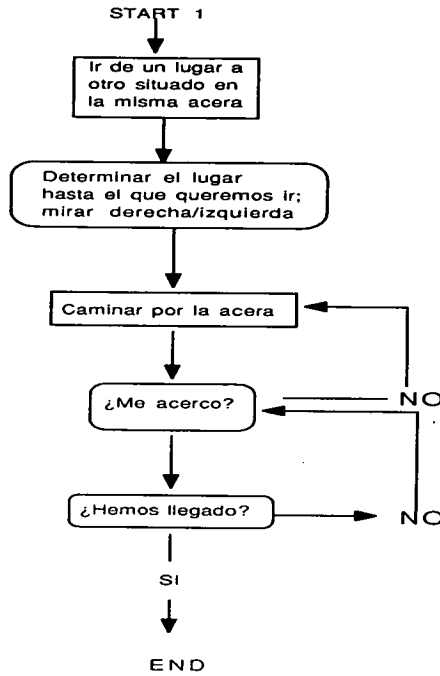 START 1
Ir de un lugar a
otro situado en
la misma acera
Determinar el lugar
hasta el que queremos ir;
mirar derecha/izquierda
Caminar por la acera
¿Me acerco?
NO
¿Hemos llegado?
NO
SI
END